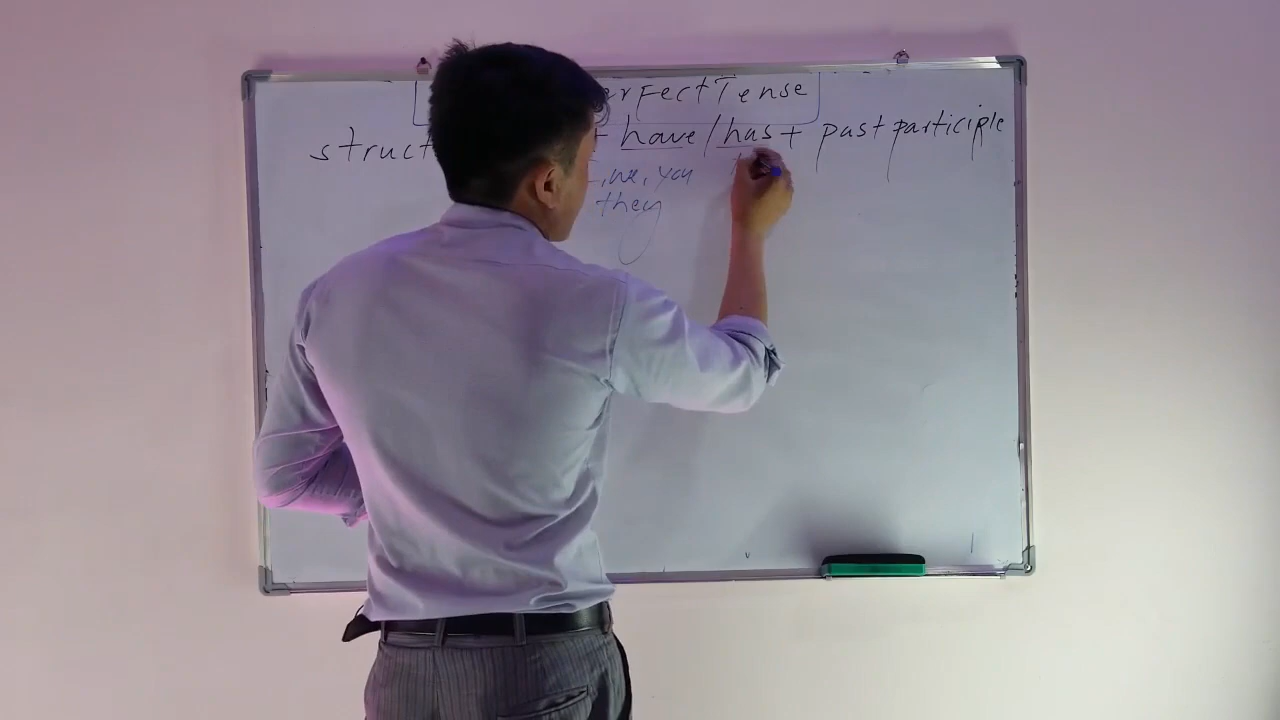 erfect Tense
struct + have/has + past participle
I, we, you
they